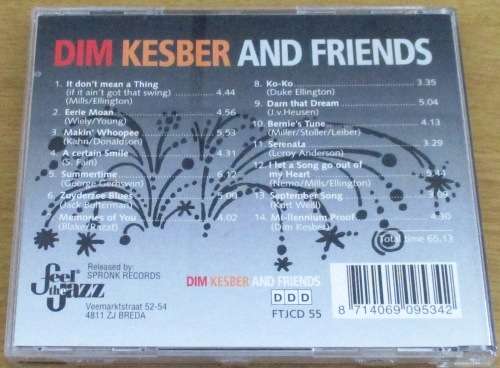 DIM KESBER AND FRIENDS
1. It don't mean a Thing
(if it ain't got that swing) 4.44
(Mills/Ellington)
2. Eerie Moan 4.56
(Wiely/Young)
3. Makin' Whoopee 5.53
(Kahn/Donaldson)
4. A certain Smile 4.31
(S. Fain)
5. Summertime 5.12
(George Gerschwin)
6. Zuyderzee Blues 5.08
(Jack Butterman)
7. Memories of You 4.02
(Blake/Razaf)
8. Ko-Ko 3.35
(Duke Ellington)
9. Darn that Dream 5.04
(J.v.Heusen)
10. Bernie's Tune 4.13
(Miller/Stoller/Leiber)
11. Serenata 3.29
(Leroy Anderson)
12. I let a Song go out of
my Heart 5.44
(Nemo/Mills/Ellington)
13. September Song
(Kurt Weill)
14. Mi-llennium Proof 4.30
(Dim Kesber)
Total time 65.13
feel the Jazz
Released by:
SPRONK RECORDS
Veemarktstraat 52-54
4811 ZJ BREDA
DIM KESBER AND FRIENDS
DDD
FTJCD 55
8 714069 095342